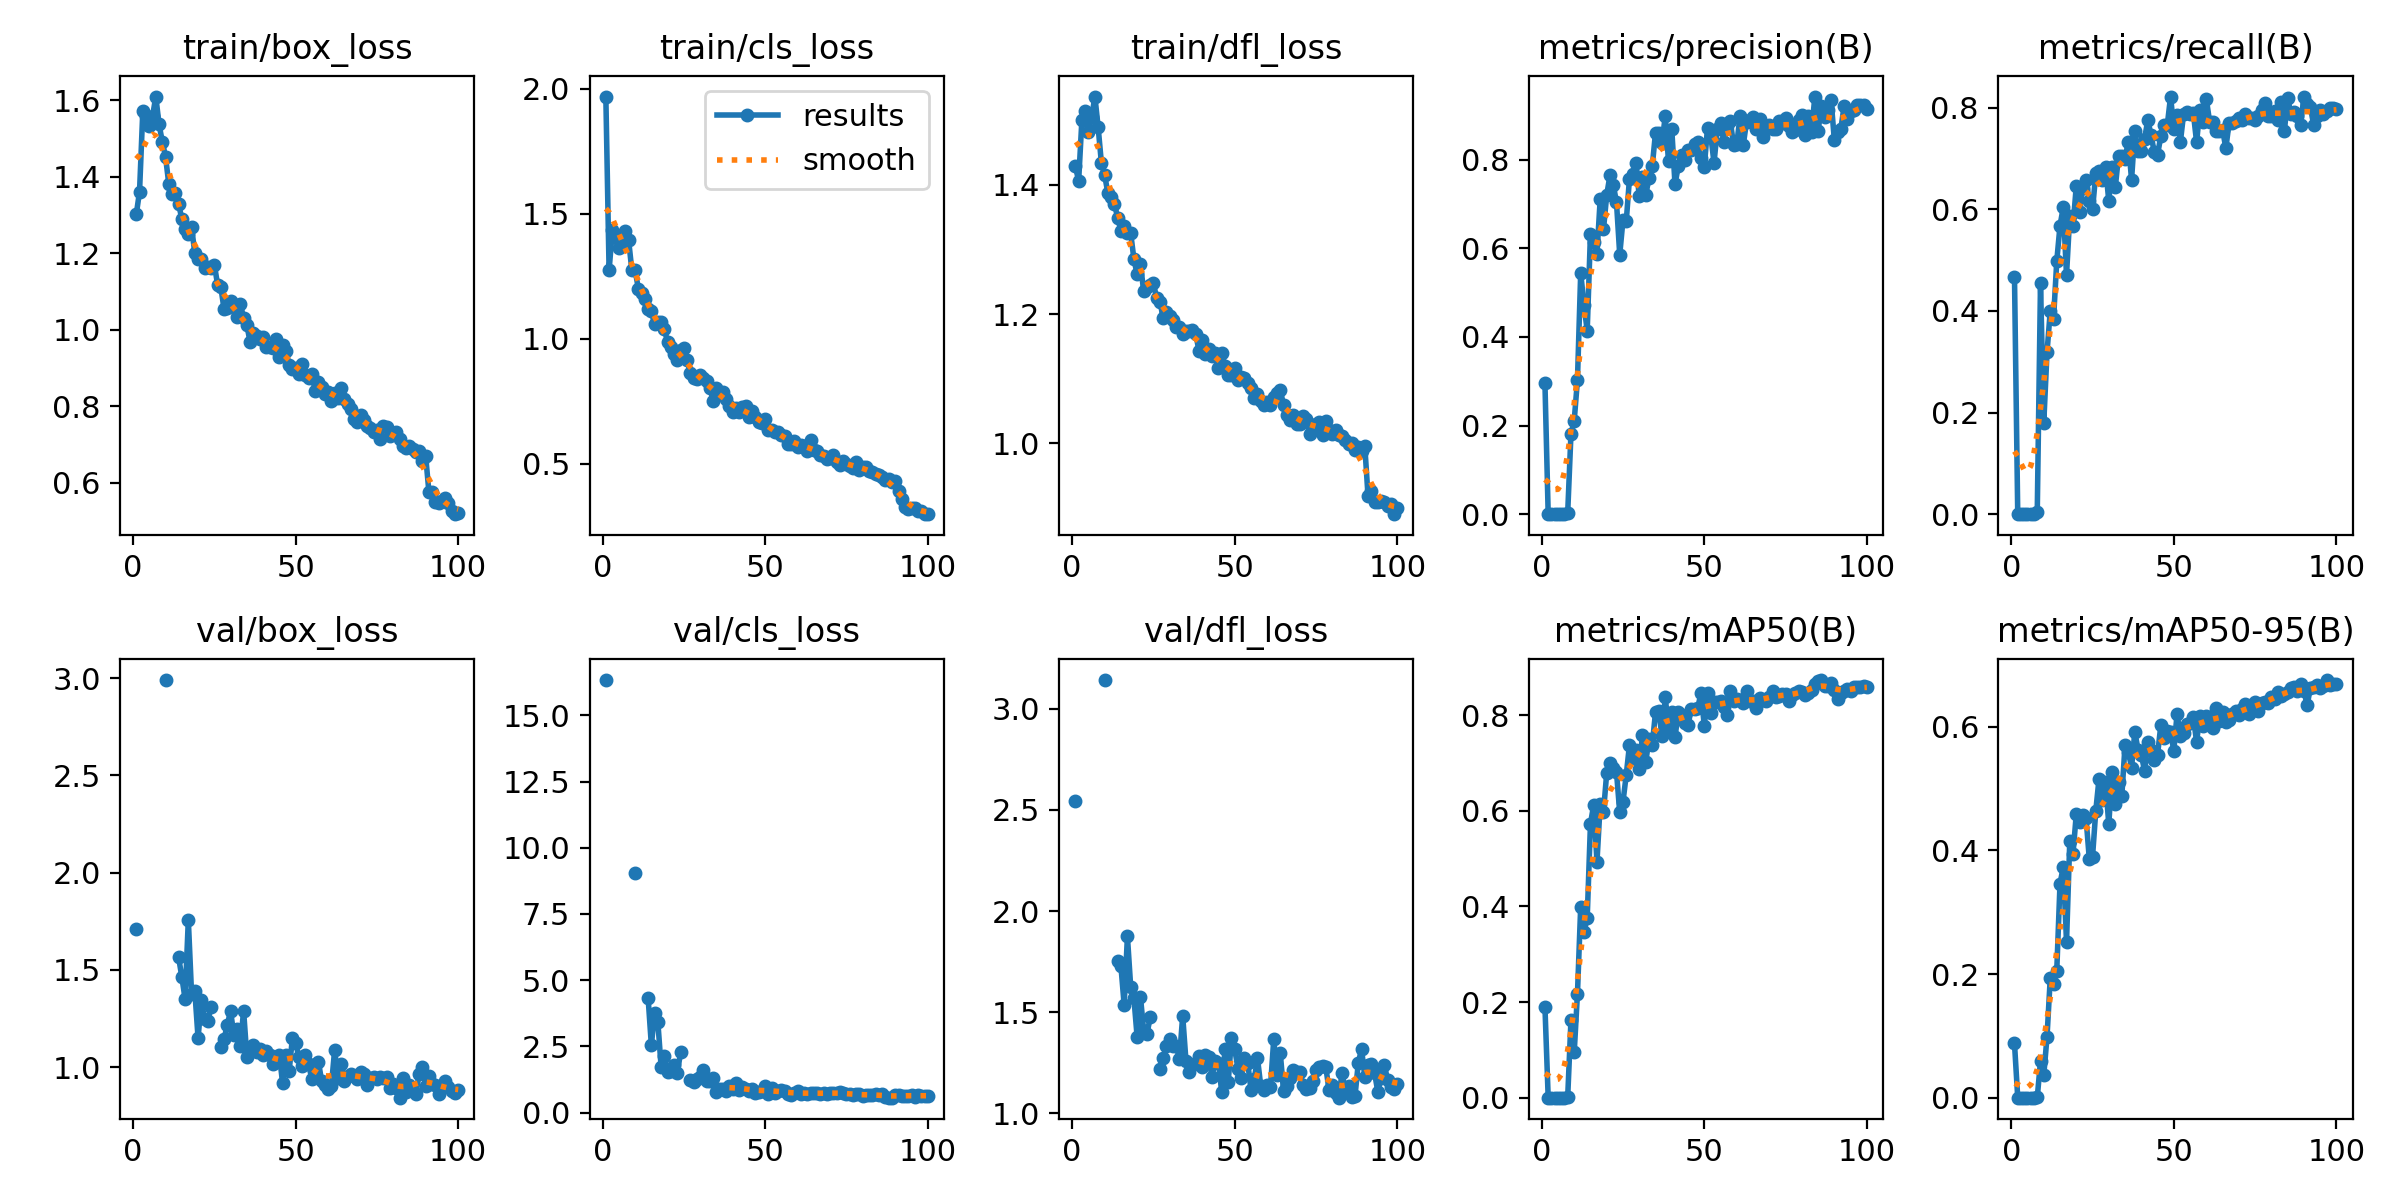 train/box_loss
1.6
1.4
1.2
1.0
0.8
0.6
0 50 100
train/cls_loss
2.0
1.5
1.0
0.5
results
smooth
0 50 100
train/dfl_loss
1.4
1.2
1.0
0 50 100
metrics/precision(B)
0.8
0.6
0.4
0.2
0.0
0 50 100
metrics/recall(B)
0.8
0.6
0.4
0.2
0.0
0 50 100
val/box_loss
3.0
2.5
2.0
1.5
1.0
0 50 100
val/cls_loss
15.0
12.5
10.0
7.5
5.0
2.5
0.0
0 50 100
val/dfl_loss
3.0
2.5
2.0
1.5
1.0
0 50 100
metrics/mAP50(B)
0.8
0.6
0.4
0.2
0.0
0 50 100
metrics/mAP50-95(B)
0.6
0.4
0.2
0.0
0 50 100